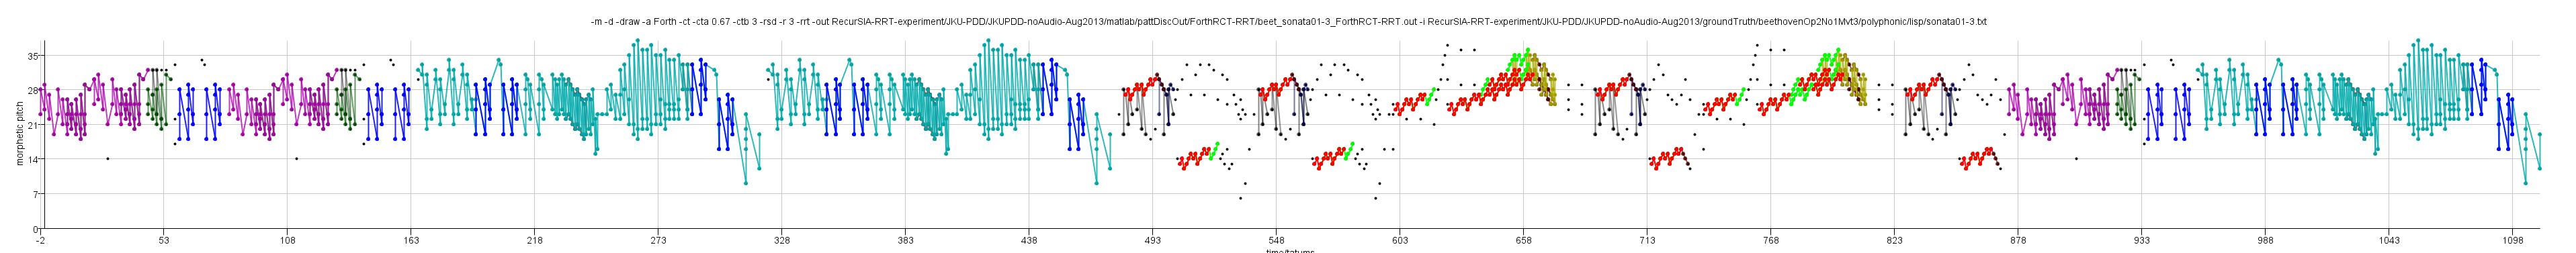 -m -d -draw -a Forth -ct -cta 0.67 -ctb 3 -rsd -r 3 -rrt -out RecurSIA-RRT-experiment/JKU-PDD/JKUPDD-noAudio-Aug2013/matlab/pattDiscOut/ForthRCT-RRT/beet_sonata01-3_ForthRCT-RRT.out -i RecurSIA-RRT-experiment/JKU-PDD/JKUPDD-noAudio-Aug2013/groundTruth/beethovenOp2No1Mvt3/polyphonic/lisp/sonata01-3.txt
morphetic pitch
35
28
21
14
7
0
-2 53 108 163 218 273 328 383 438 493 548 603 658 713 768 823 878 933 988 1043 1098
time/tatums